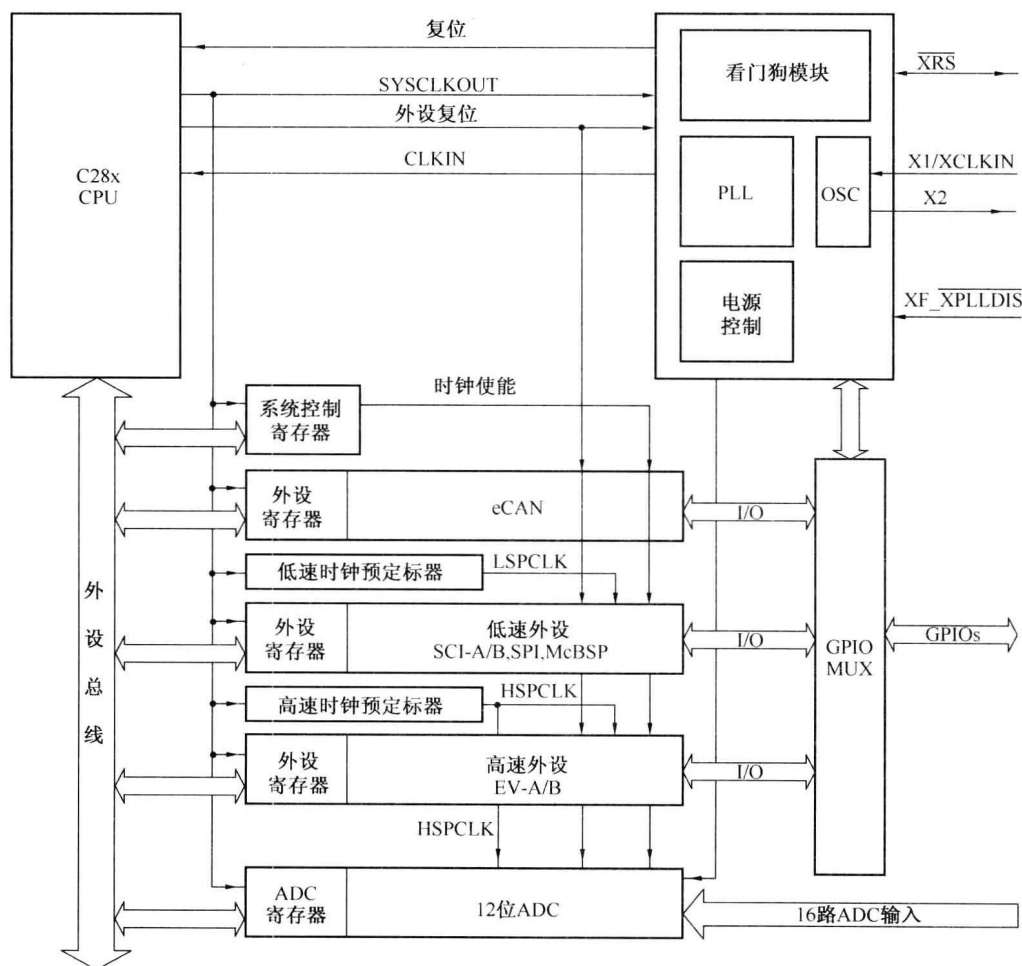 复位
看门狗模块
XRS
SYSCLKOUT
外设复位
CLKIN
C28x
CPU
PLL
OSC
X1/XCLKIN
X2
电源
控制
XF_XPLLDIS
时钟使能
系统控制
寄存器
外设
寄存器
eCAN
I/O
低速时钟预定标器
LSPCLK
外设总线
外设
寄存器
低速外设
SCI-A/B,SPI,McBSP
I/O
GPIO
MUX
GPIOs
高速时钟预定标器
HSPCLK
外设
寄存器
高速外设
EV-A/B
I/O
HSPCLK
ADC
寄存器
12位ADC
16路ADC输入